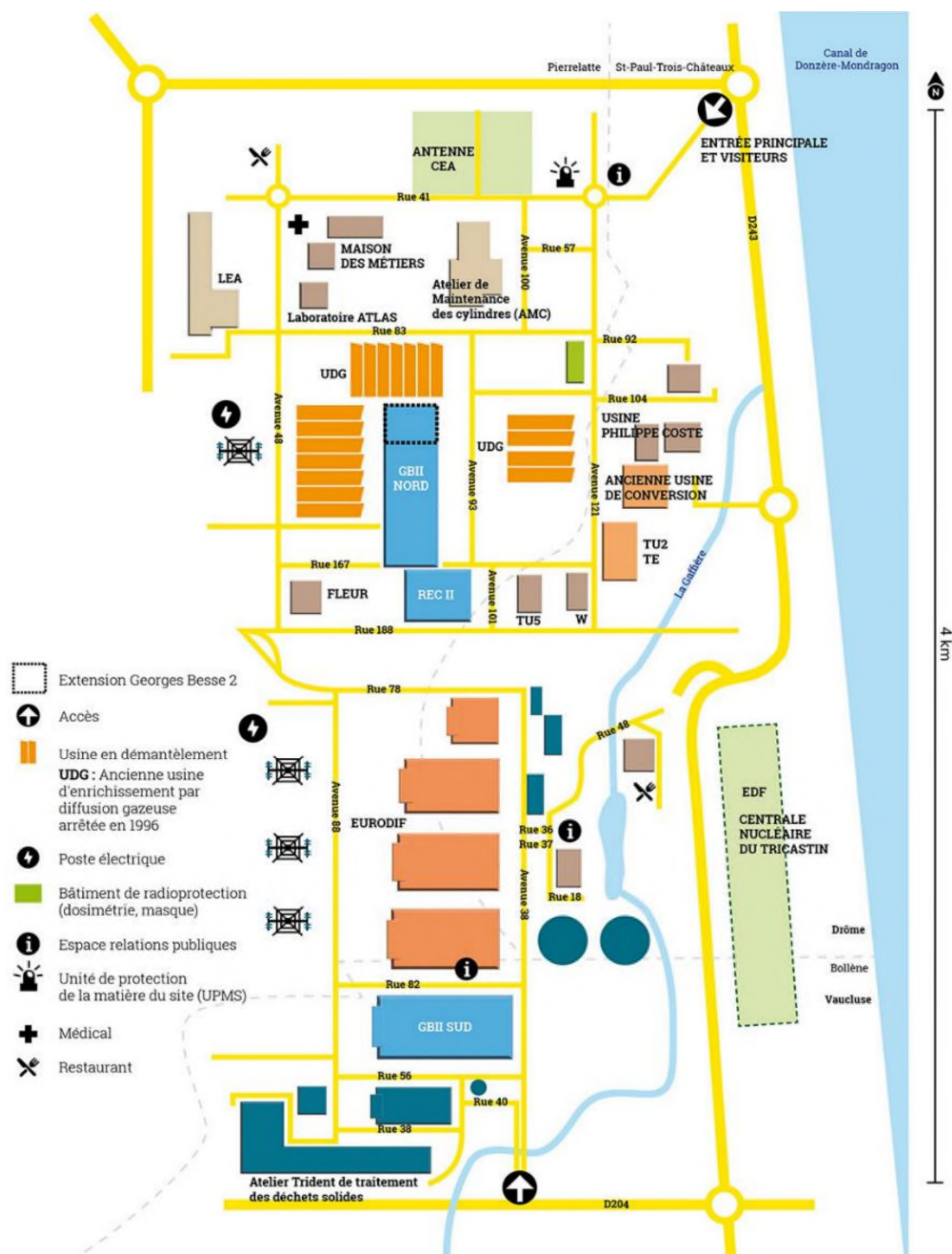 Canal de
Donzère-Mondragon
Pierrelatte
St-Paul-Trois-Châteaux
N
ENTRÉE PRINCIPALE
ET VISITEURS
ANTENNE
CEA
Rue 41
D243
MAISON
DES MÉTIERS
Avenue 100
Rue 57
LEA
Atelier de
Maintenance
des cylindres (AMC)
Laboratoire ATLAS
Rue 83
Rue 92
UDG
Rue 104
Avenue 48
USINE
PHILIPPE COSTE
UDG
GBII
NORD
ANCIENNE USINE
DE CONVERSION
Avenue 93
Avenue 121
TU2
TE
La Gaffière
Rue 167
FLEUR
REC II
Avenue 101
TU5
W
Rue 188
4 km
Extension Georges Besse 2
Accès
Usine en démantèlement
UDG : Ancienne usine
d'enrichissement par
diffusion gazeuse
arrêtée en 1996
Poste électrique
Bâtiment de radioprotection
(dosimétrie, masque)
Espace relations publiques
Unité de protection
de la matière du site (UPMS)
Médical
Restaurant
Rue 78
Rue 48
Avenue 88
EURODIF
Rue 36
Rue 37
Rue 18
Avenue 38
EDF
CENTRALE
NUCLÉAIRE
DU TRICASTIN
Drôme
Bollène
Vaucluse
Rue 82
GBII SUD
Rue 56
Rue 40
Rue 38
Atelier Trident de traitement
des déchets solides
D204